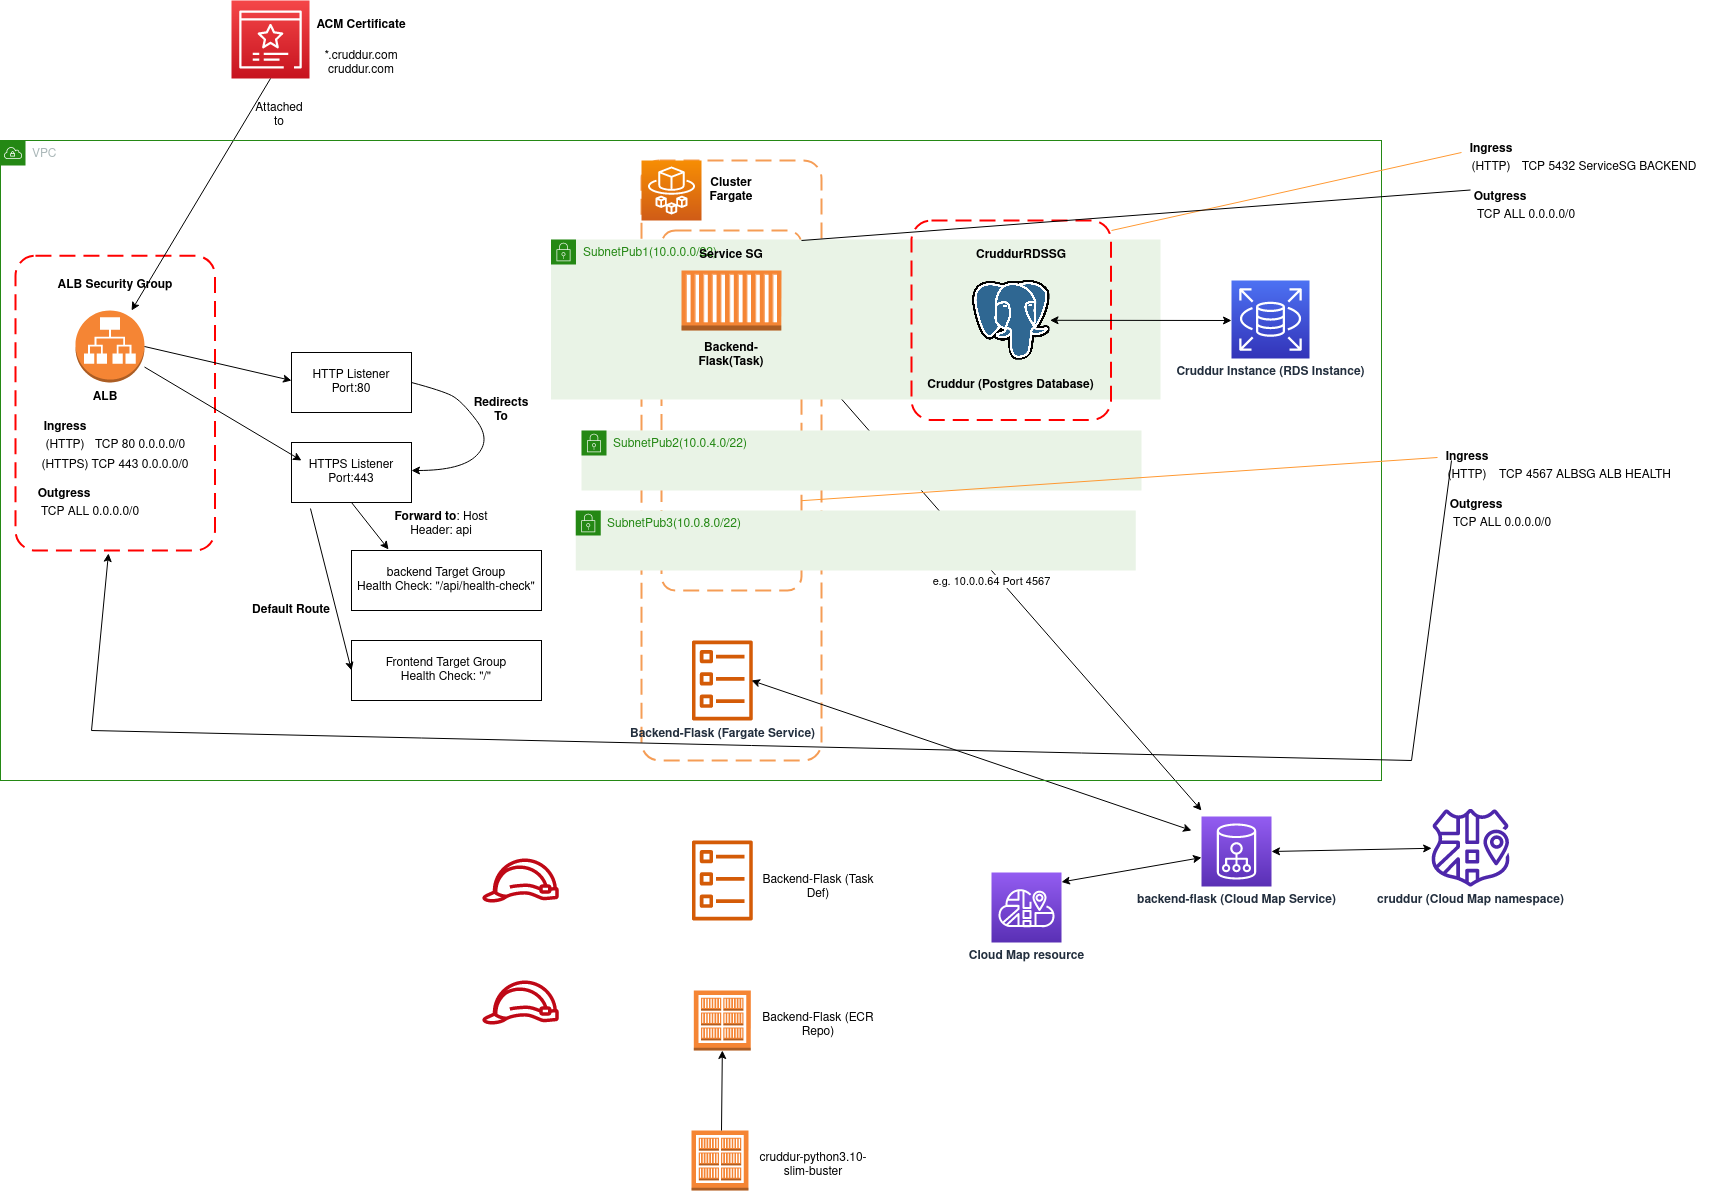 ACM Certificate
*.cruddur.com
cruddur.com
Attached
to
VPC
Ingress
(HTTP) TCP 5432 ServiceSG BACKEND
Outgress
TCP ALL 0.0.0.0/0
Cluster
Fargate
SubnetPub1(10.0.0.0/22)
Service SG
CruddurRDSSG
ALB Security Group
Backend-
Flask(Task)
Cruddur (Postgres Database)
Cruddur Instance (RDS Instance)
HTTP Listener
Port:80
ALB
Redirects
To
Ingress
(HTTP) TCP 80 0.0.0.0/0
(HTTPS) TCP 443 0.0.0.0/0
Outgress
TCP ALL 0.0.0.0/0
HTTPS Listener
Port:443
SubnetPub2(10.0.4.0/22)
Ingress
(HTTP) TCP 4567 ALBSG ALB HEALTH
Outgress
TCP ALL 0.0.0.0/0
Forward to: Host
Header: api
SubnetPub3(10.0.8.0/22)
backend Target Group
Health Check: "/api/health-check"
e.g. 10.0.0.64 Port 4567
Default Route
Frontend Target Group
Health Check: "/"
Backend-Flask (Fargate Service)
Backend-Flask (Task
Def)
backend-flask (Cloud Map Service)
cruddur (Cloud Map namespace)
Cloud Map resource
Backend-Flask (ECR
Repo)
cruddur-python3.10-
slim-buster